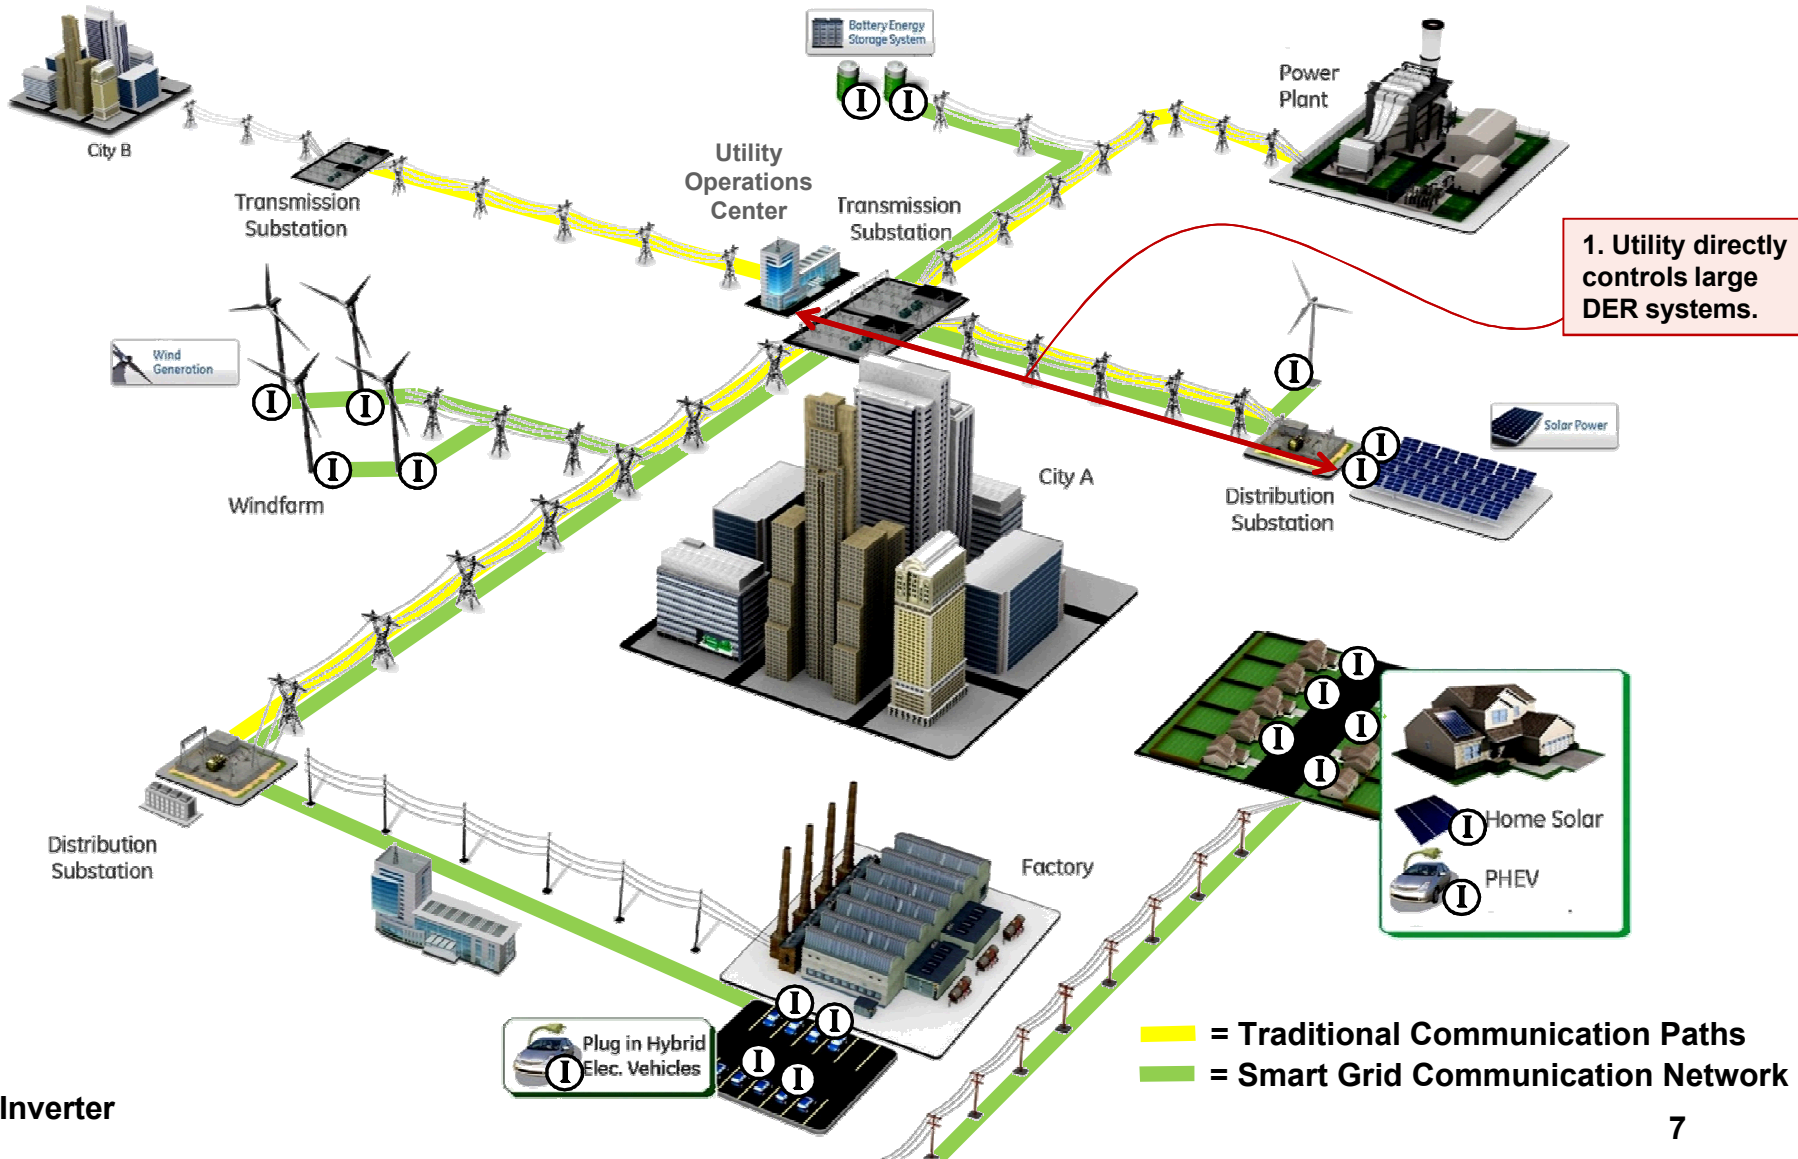 Battery Energy
Storage System
Power
Plant
City B
Utility
Operations
Center
Transmission
Substation
Transmission
Substation
1. Utility directly
controls large
DER systems.
Wind
Generation
I
I
I
I
I
I
I
I
I
Solar Power
Windfarm
City A
Distribution
Substation
I
I
I
I
I
I
Home Solar
I
PHEV
I
Distribution
Substation
Factory
I
I
I
I
Plug in Hybrid
Elec. Vehicles
I
= Traditional Communication Paths
= Smart Grid Communication Network
Inverter
7